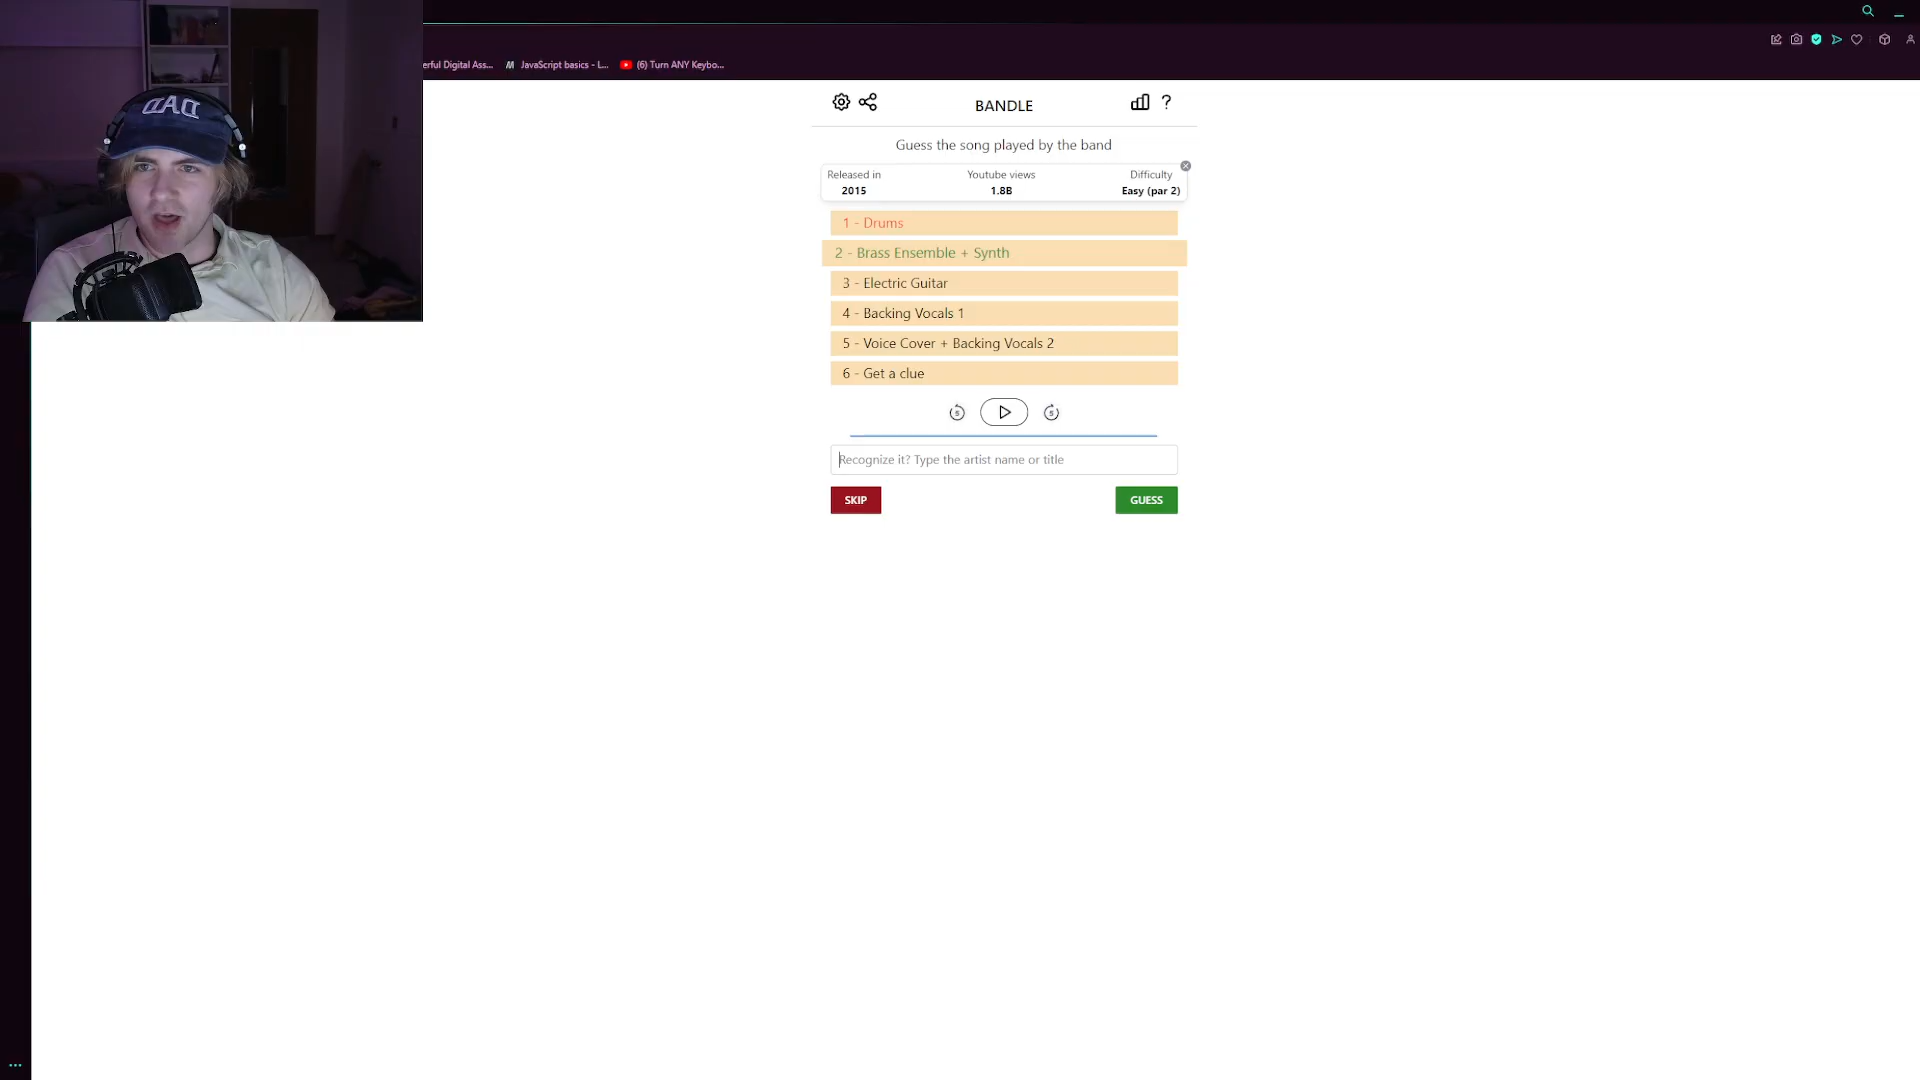 DAD
erful Digital Ass...
JavaScript basics - L...
(6) Turn ANY Keybo...
BANDLE
?
Guess the song played by the band
Released in
2015
Youtube views
1.8B
Difficulty
Easy (par 2)
1 - Drums
2 - Brass Ensemble + Synth
3 - Electric Guitar
4 - Backing Vocals 1
5 - Voice Cover + Backing Vocals 2
6 - Get a clue
5
5
Recognize it? Type the artist name or title
SKIP
GUESS